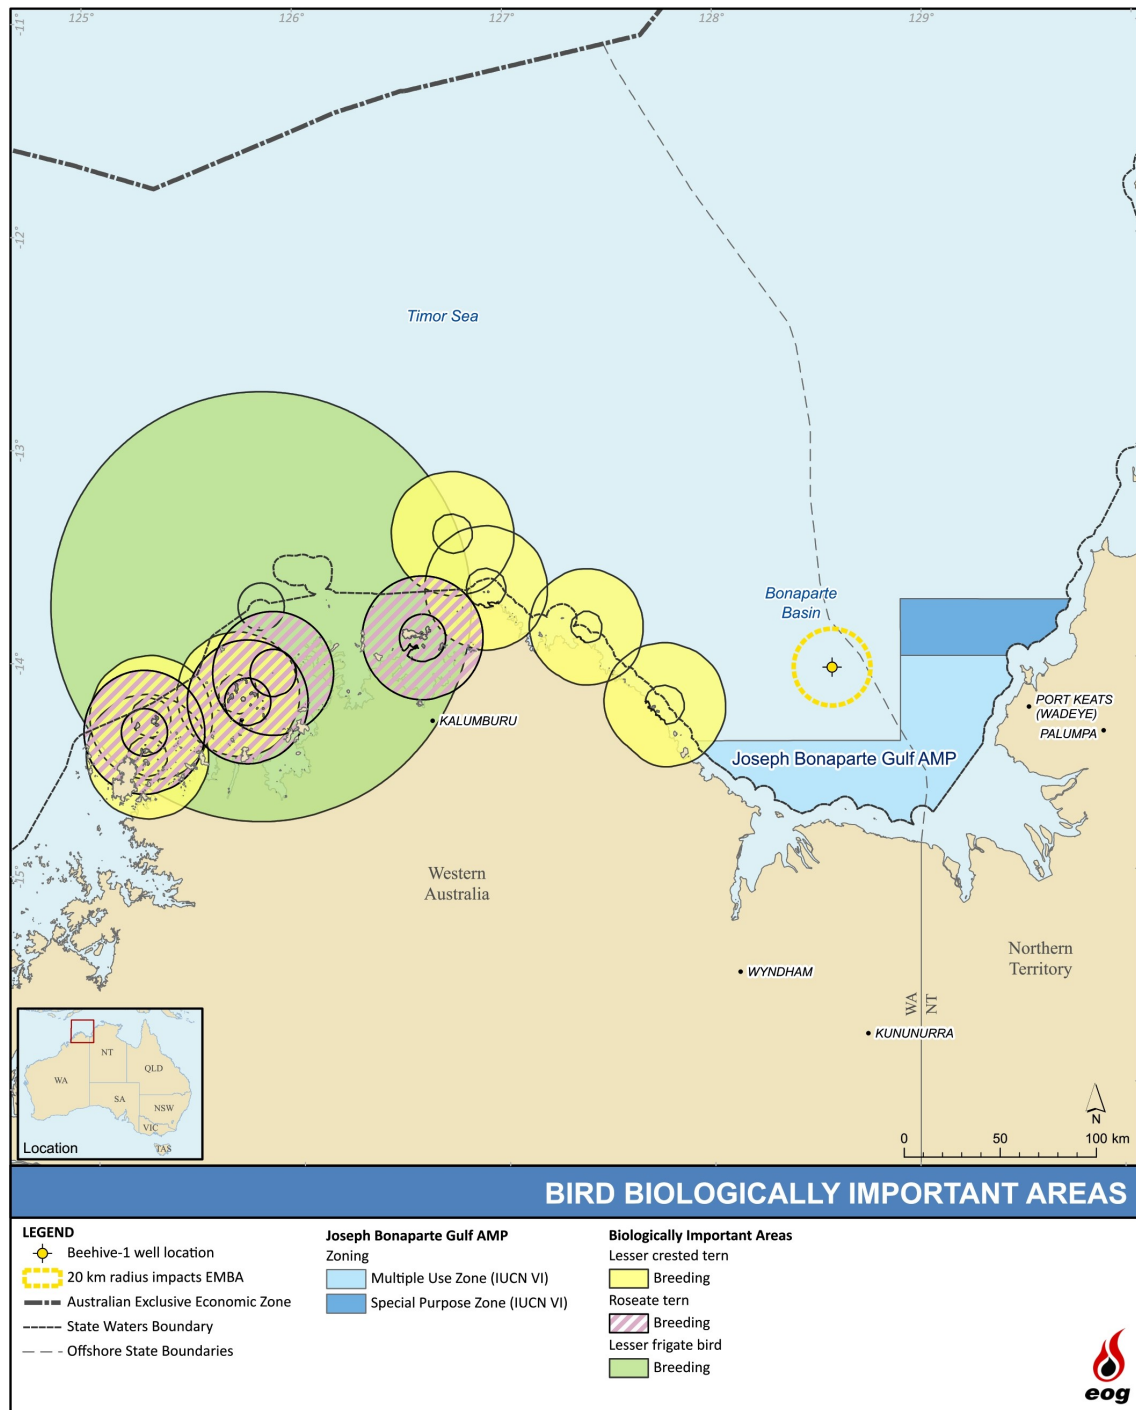 125°
126°
127°
128°
129°
-11°
-12°
-13°
-14°
-15°
Timor Sea
Bonaparte
Basin
PORT KEATS
(WADEYE)
PALUMPA
KALUMBURU
Joseph Bonaparte Gulf AMP
Western
Australia
Northern
Territory
WYNDHAM
WA
NT
KUNUNURRA
WA
NT
QLD
SA
NSW
VIC
TAS
Location
N
0 50 100 km
BIRD BIOLOGICALLY IMPORTANT AREAS
LEGEND
Beehive-1 well location
20 km radius impacts EMBA
Australian Exclusive Economic Zone
State Waters Boundary
Offshore State Boundaries
Joseph Bonaparte Gulf AMP
Zoning
Multiple Use Zone (IUCN VI)
Special Purpose Zone (IUCN VI)
Biologically Important Areas
Lesser crested tern
Breeding
Roseate tern
Breeding
Lesser frigate bird
Breeding
eog